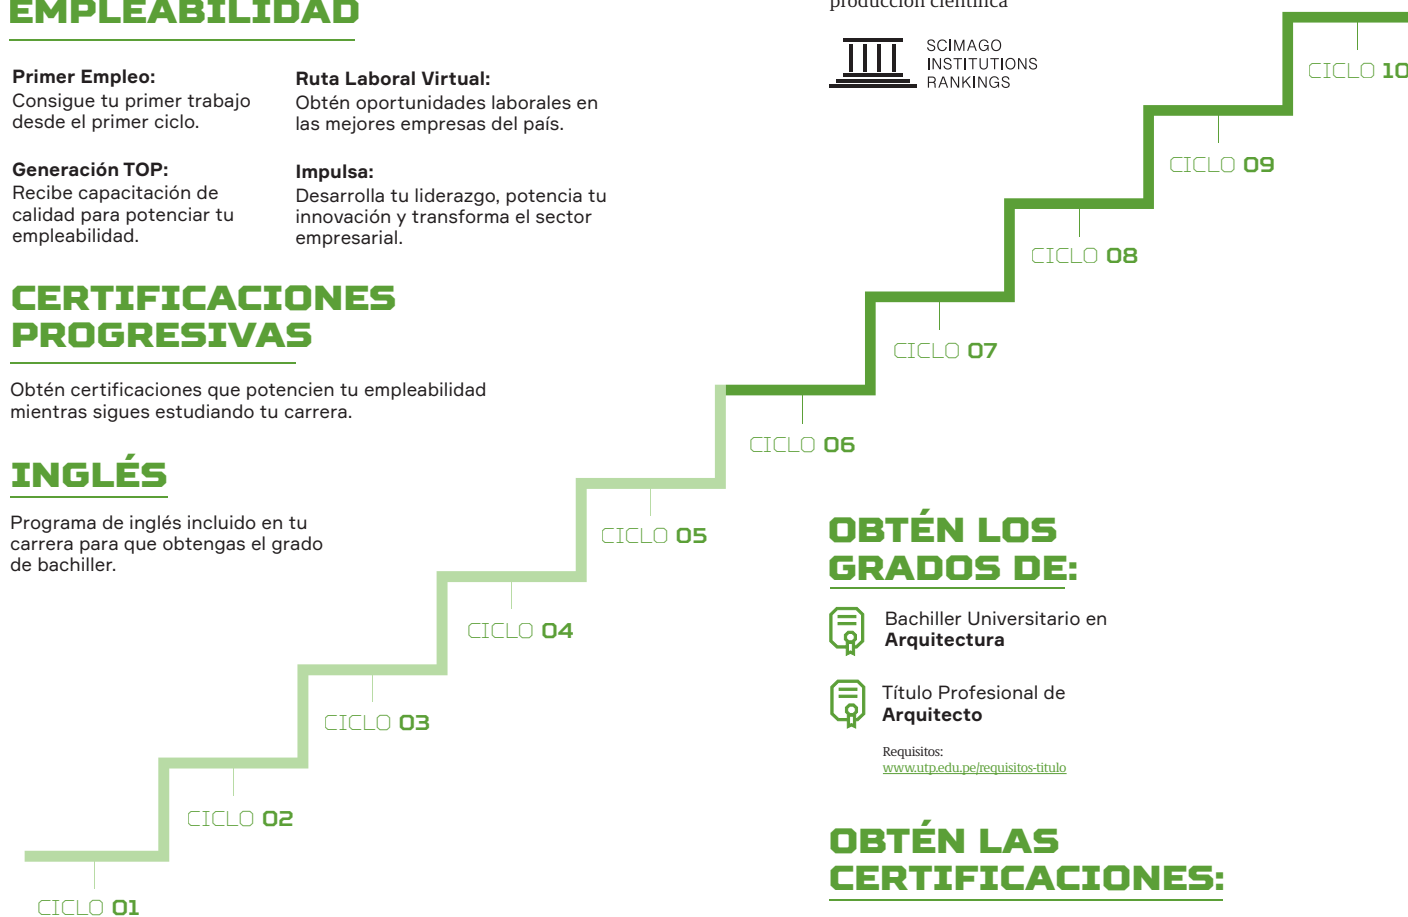 EMPLEABILIDAD
Primer Empleo:
Consigue tu primer trabajo
desde el primer ciclo.
Generación TOP:
Recibe capacitación de
calidad para potenciar tu
empleabilidad.
Ruta Laboral Virtual:
Obtén oportunidades laborales en
las mejores empresas del país.
Impulsa:
Desarrolla tu liderazgo, potencia tu
innovación y transforma el sector
empresarial.
CERTIFICACIONES
PROGRESIVAS
Obtén certificaciones que potencien tu empleabilidad
mientras sigues estudiando tu carrera.
INGLÉS
Programa de inglés incluido en tu
carrera para que obtengas el grado
de bachiller.
producción científica
SCIMAGO
INSTITUTIONS
RANKINGS
CICLO 10
CICLO 09
CICLO 08
CICLO 07
CICLO 06
CICLO 05
CICLO 04
CICLO 03
CICLO 02
CICLO 01
OBTÉN LOS
GRADOS DE:
Bachiller Universitario en
Arquitectura
Título Profesional de
Arquitecto
Requisitos:
www.utp.edu.pe/requisitos-titulo
OBTÉN LAS
CERTIFICACIONES: